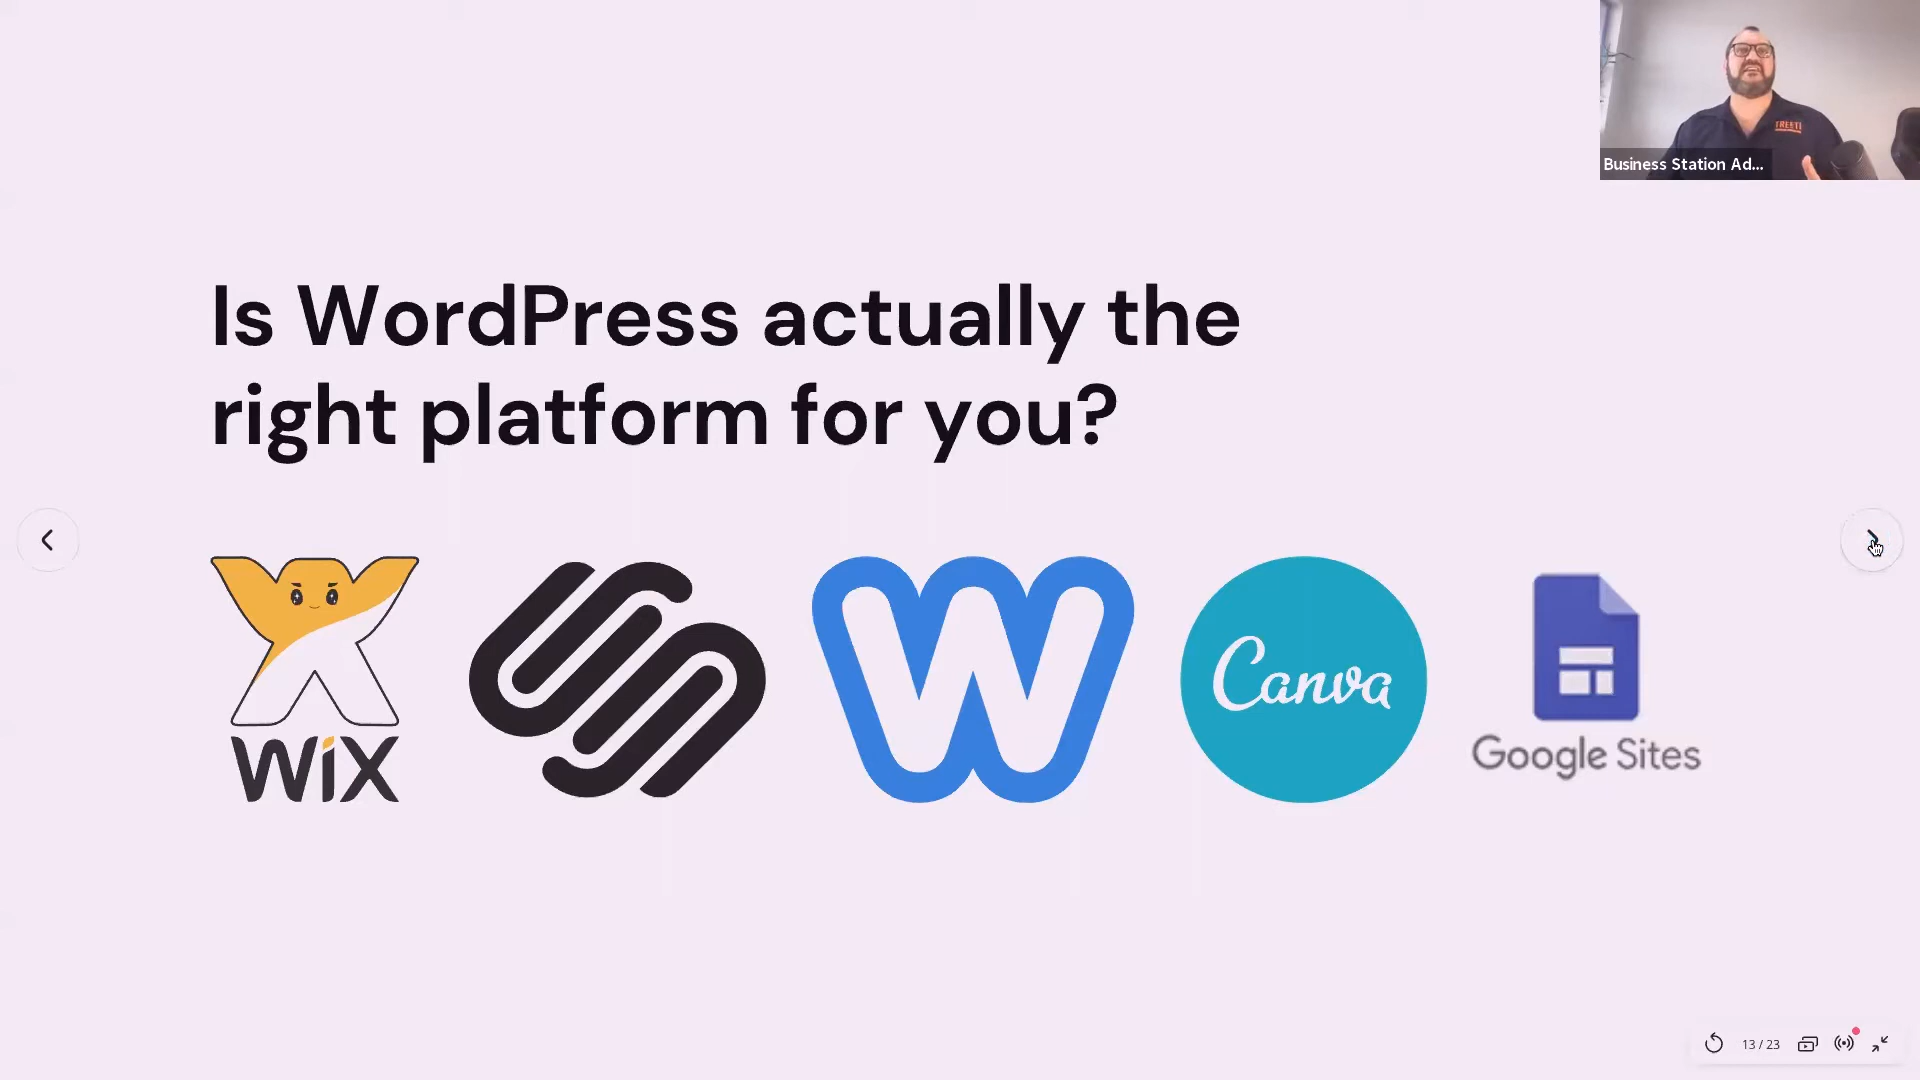 Business Station Ad...
Is WordPress actually the
right platform for you?
WiX
Canva
Google Sites
13 / 23